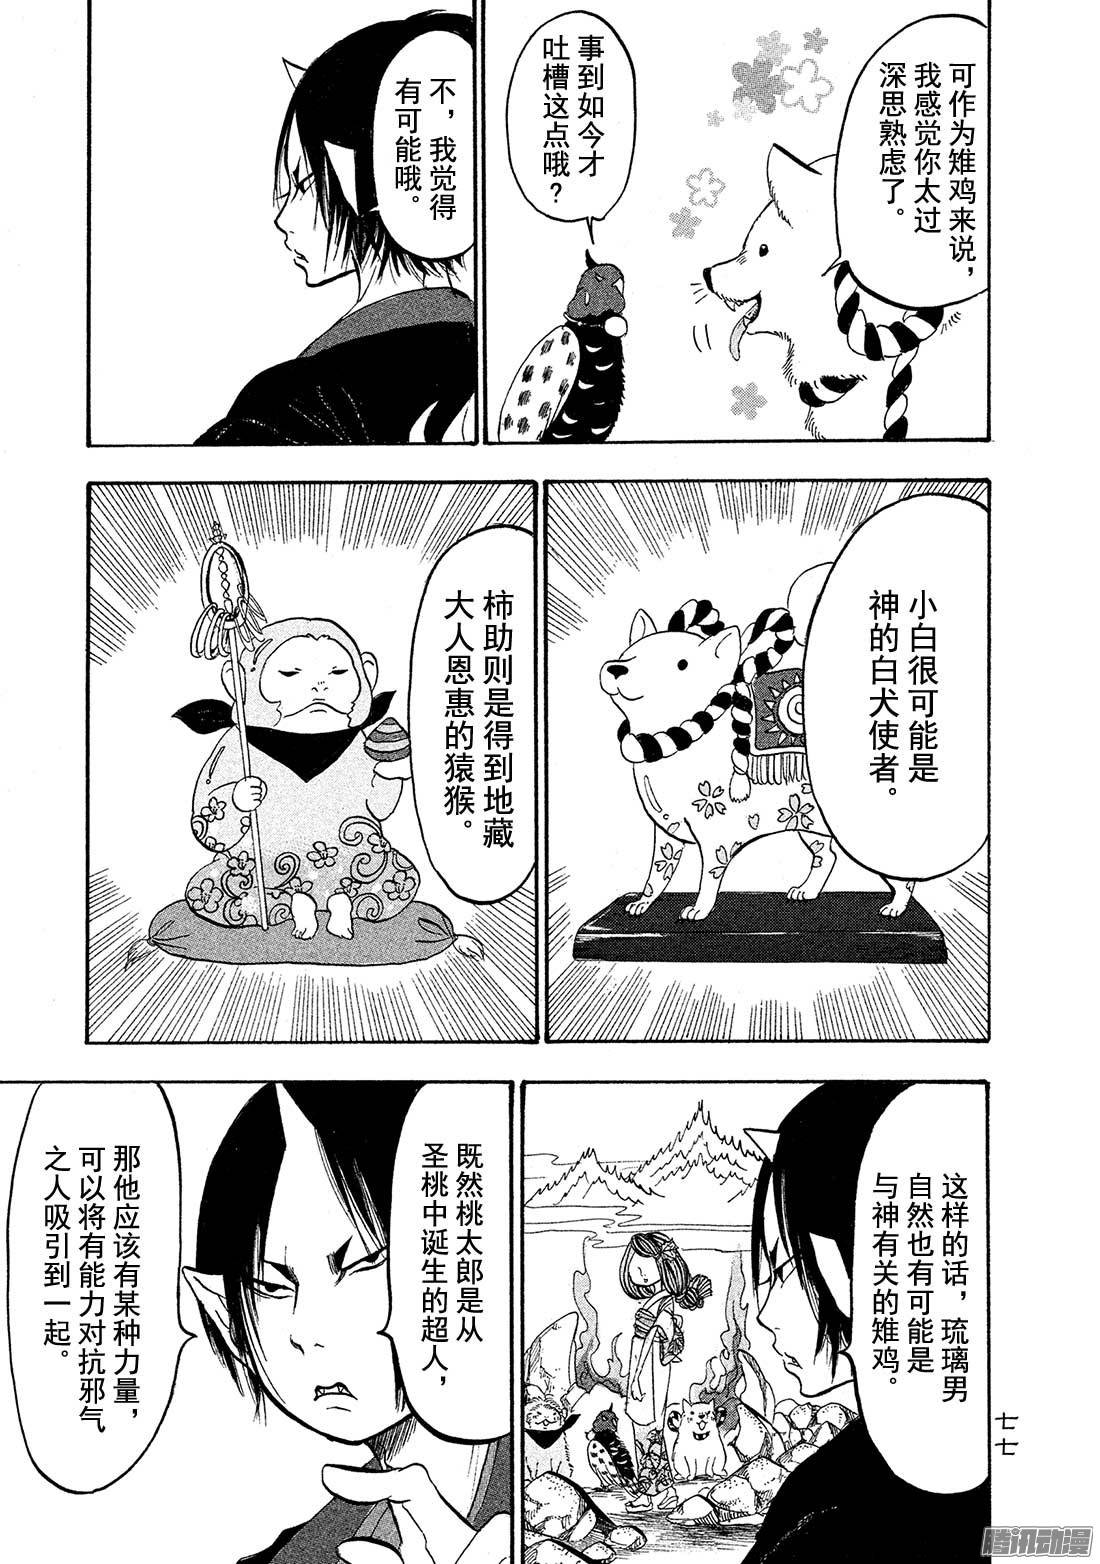 可作为雉鸡来说，
我感觉你太过
深思熟虑了。
事到如今才
吐槽这点哦？
不，我觉得
有可能哦。
小白很可能是
神的白犬使者。
柿助则是得到地藏
大人恩惠的猿猴。
这样的话，琉璃男
自然也有可能是
与神有关的雉鸡。
既然桃太郎是从
圣桃中诞生的超人，
那他应该有某种力量，
可以将有能力对抗邪气
之人吸引到一起。
七七
腾讯动漫